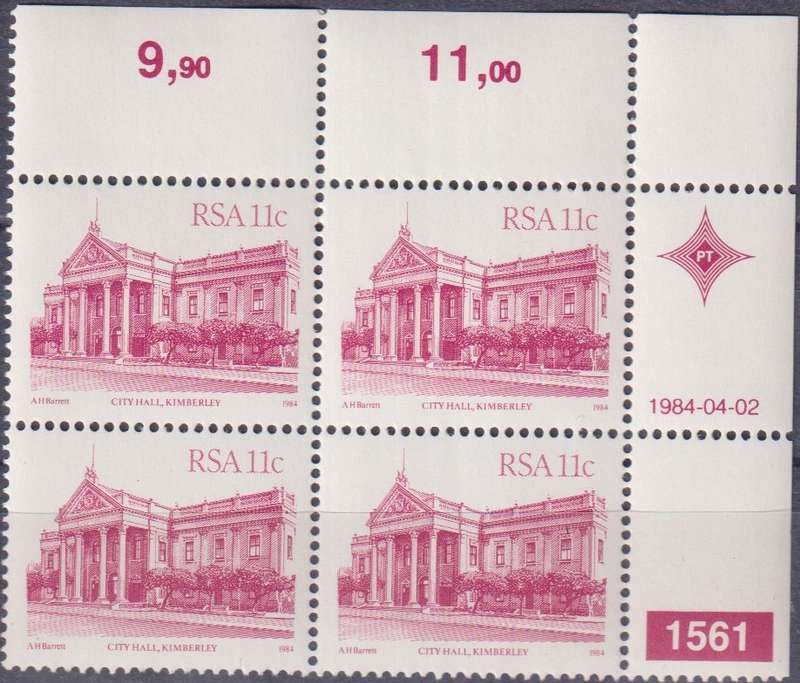 9,90
11,00
RSA 11c
RSA 11c
PT
A H Barrett
CITY HALL, KIMBERLEY
1984
A H Barrett
CITY HALL, KIMBERLEY
1984
1984-04-02
RSA 11c
RSA 11c
A H Barrett
CITY HALL, KIMBERLEY
1984
A H Barrett
CITY HALL, KIMBERLEY
1984
1561